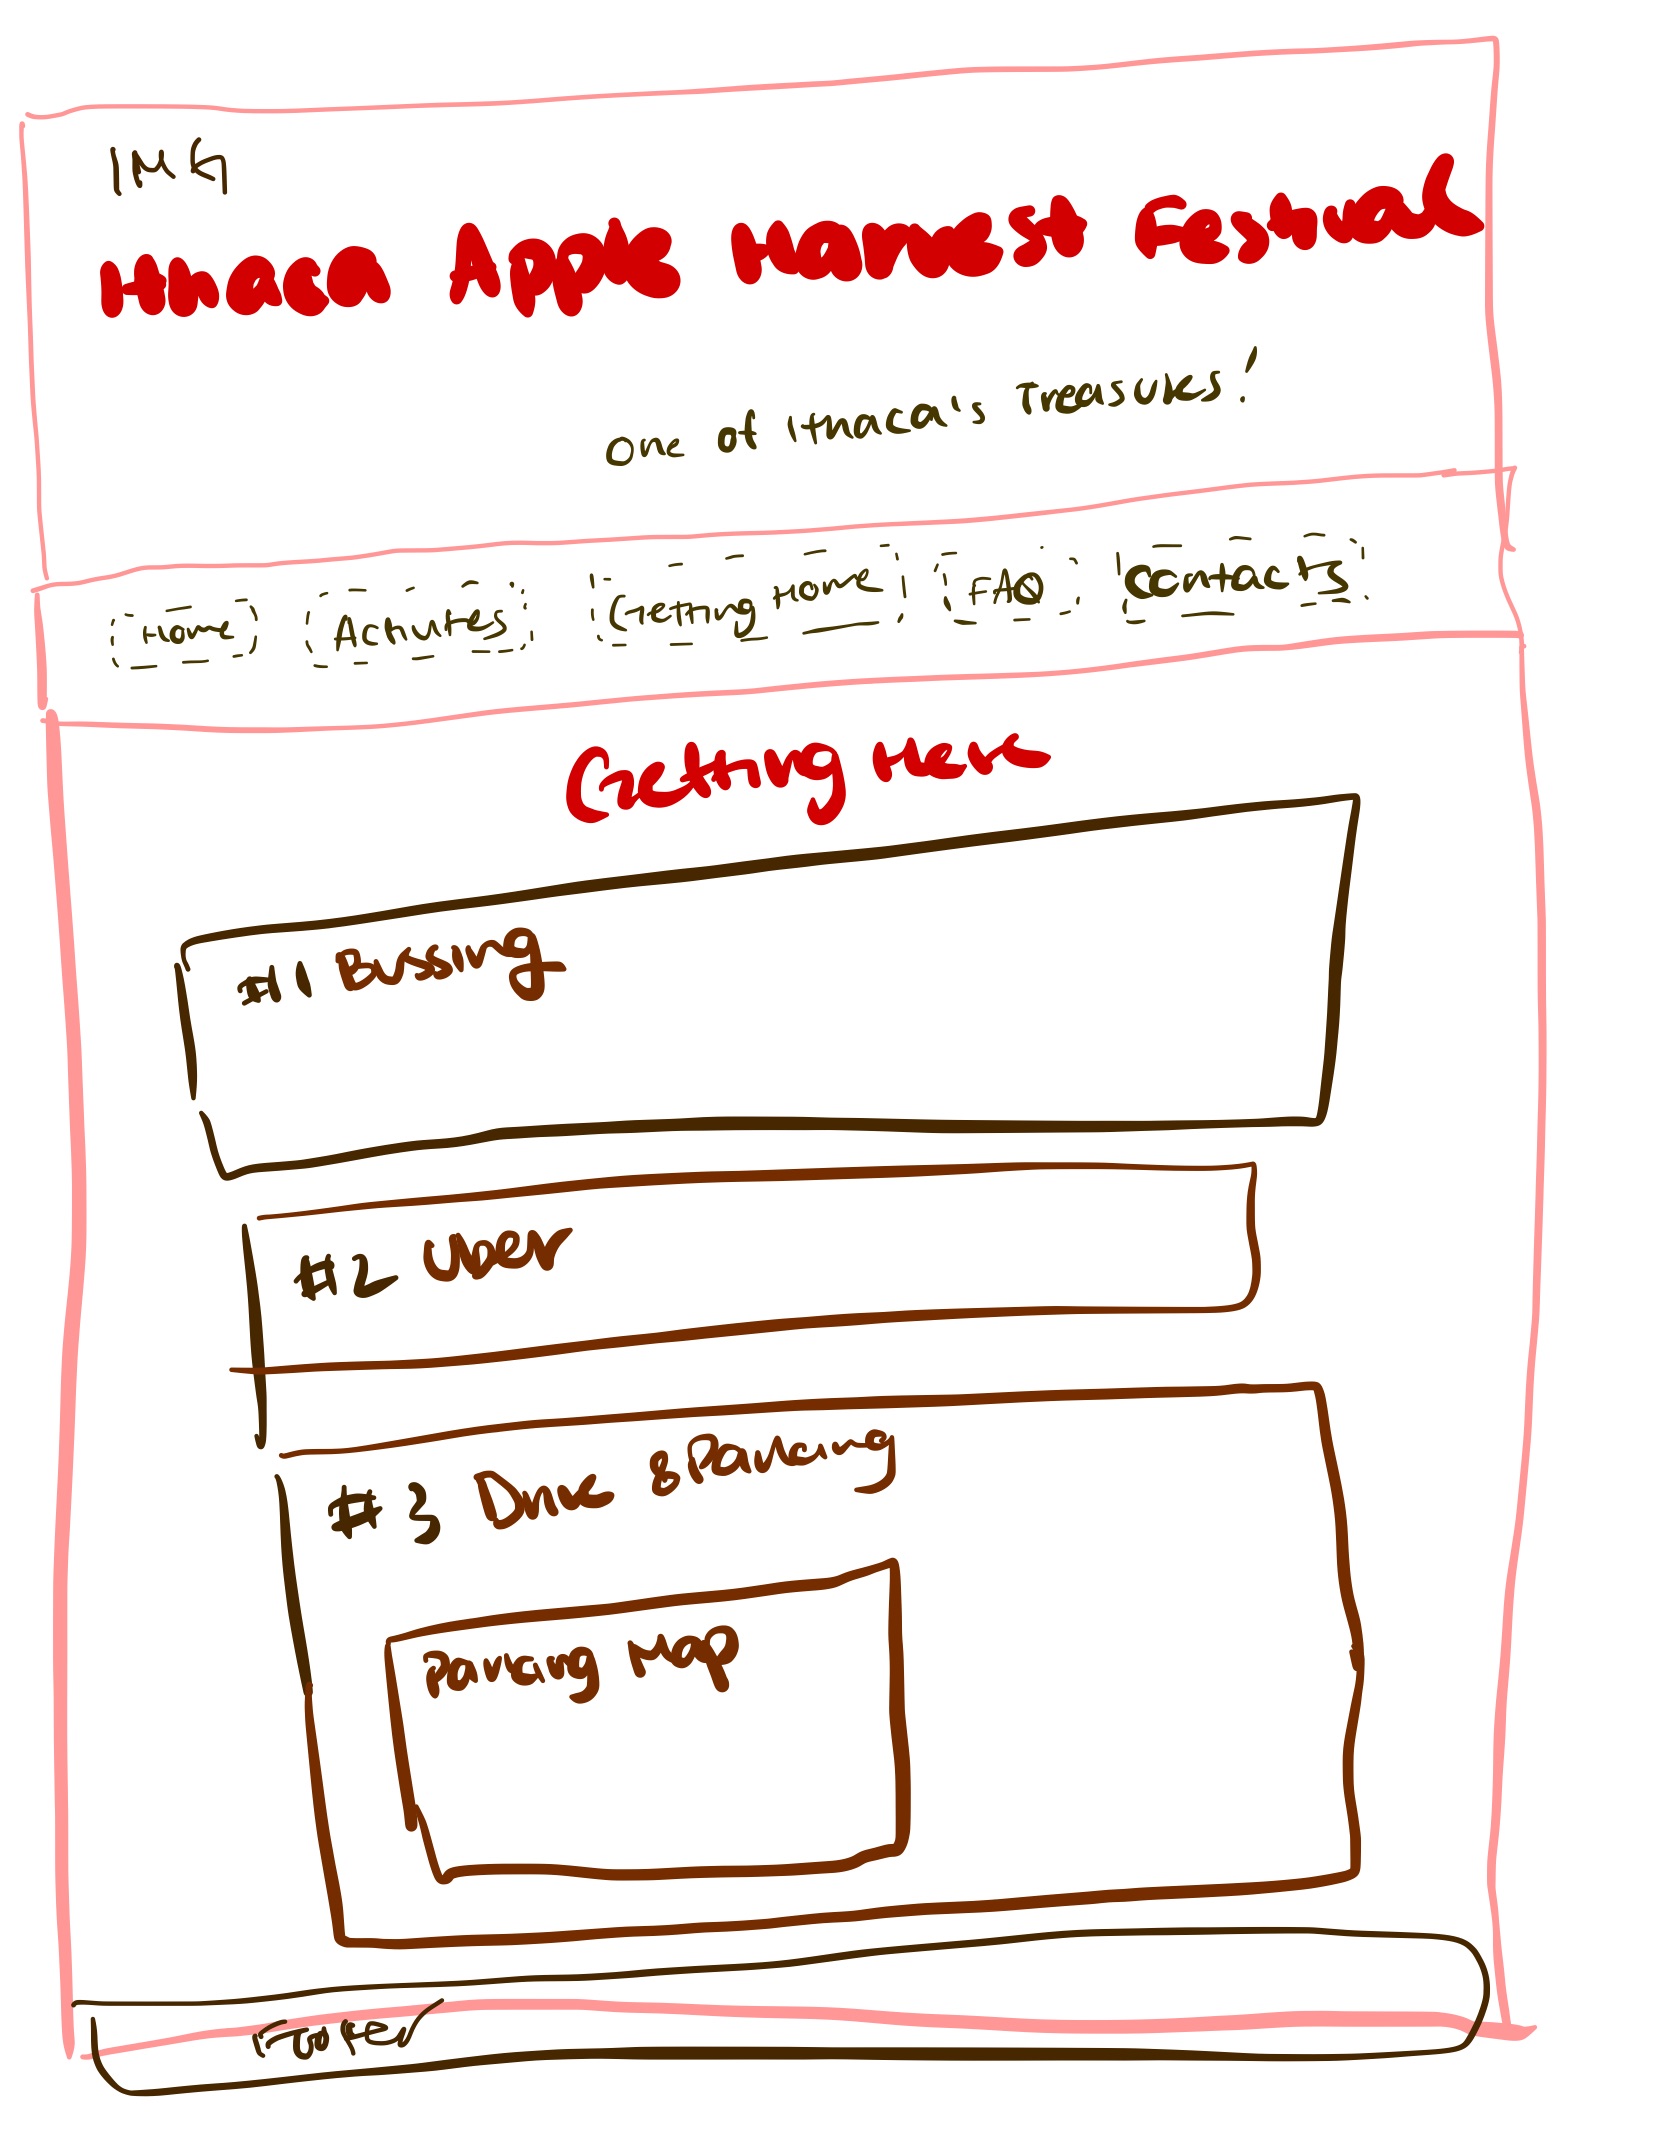 IMG
Ithaca Apple Harvest Festival
one of Ithaca's Treasures!
Home Activites Getting Home FAQ Contacts
Getting Here
#1 Bussing
#2 Uber
#3 Drive & Parking
Parking Map
Footer